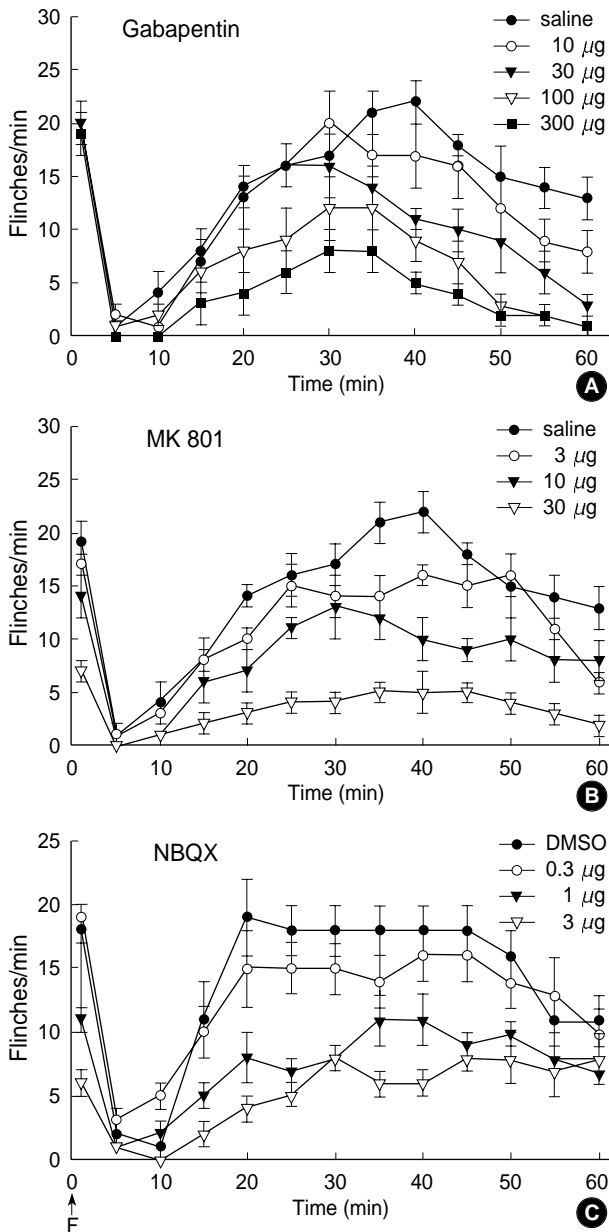 Gabapentin
saline
10 µg
30 µg
100 µg
300 µg
30
25
20
15
10
5
0
Flinches/min
0 10 20 30 40 50 60
Time (min)
A
MK 801
saline
3 µg
10 µg
30 µg
30
25
20
15
10
5
0
Flinches/min
0 10 20 30 40 50 60
Time (min)
B
NBQX
DMSO
0.3 µg
1 µg
3 µg
30
25
20
15
10
5
0
Flinches/min
0 10 20 30 40 50 60
Time (min)
F
C